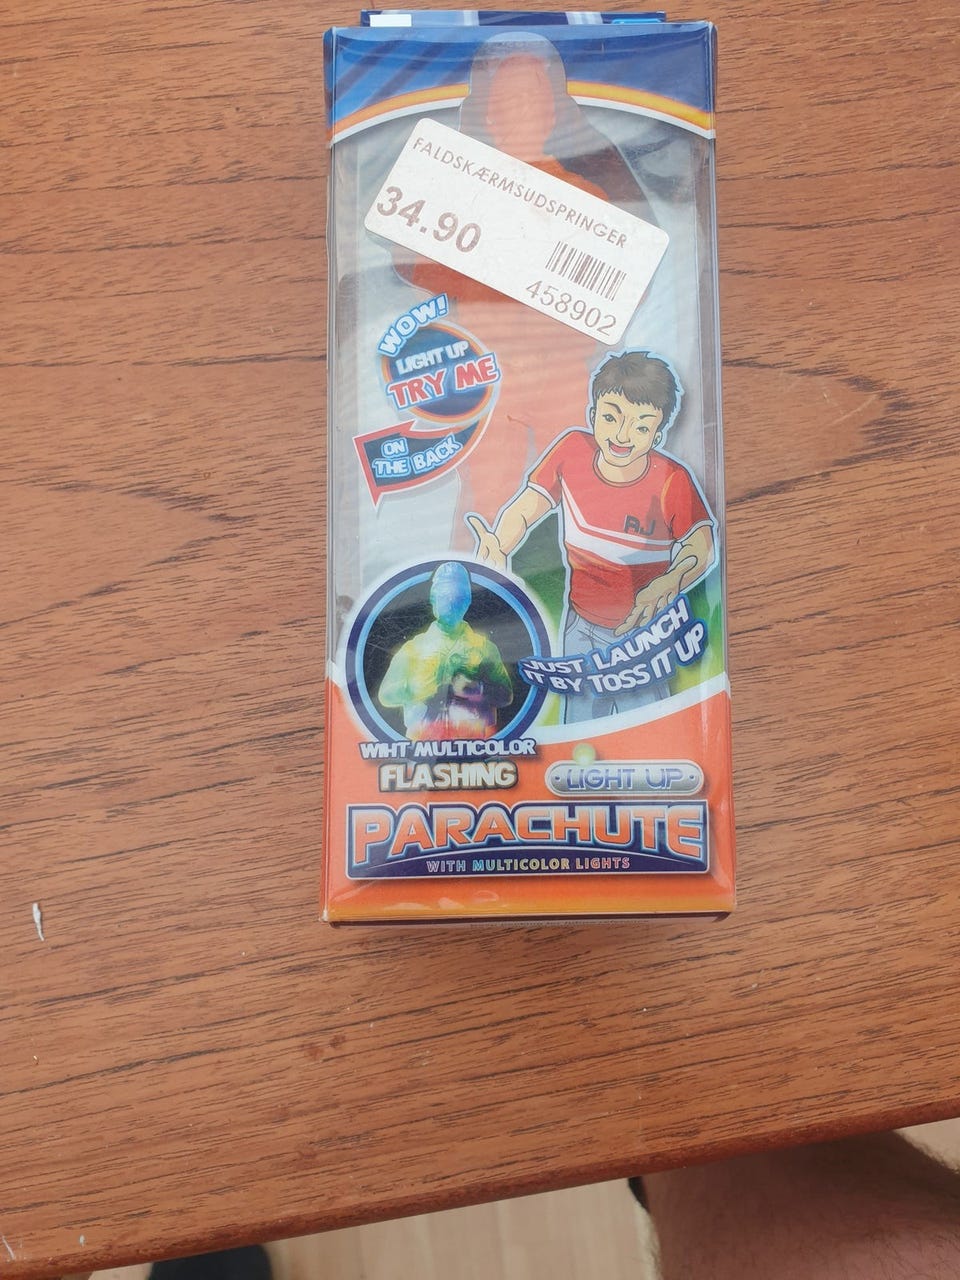 FALDSKÆRMSUDSPRINGER
34.90
458902
WOW!
LIGHT UP
TRY ME
ON
THE BACK
RJ
JUST LAUNCH
IT BY TOSS IT UP
WIHT MULTICOLOR
FLASHING
LIGHT UP
PARACHUTE
WITH MULTICOLOR LIGHTS